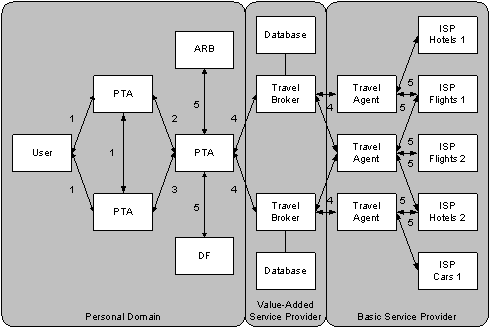 ARB
Database
ISP
Hotels 1
PTA
Travel
Broker
Travel
Agent
ISP
Flights 1
User
PTA
Travel
Agent
ISP
Flights 2
PTA
Travel
Broker
Travel
Agent
ISP
Hotels 2
DF
Database
ISP
Cars 1
1
1
1
2
3
5
5
4
4
4
4
5
5
5
5
5
5
Personal Domain
Value-Added
Service Provider
Basic Service Provider